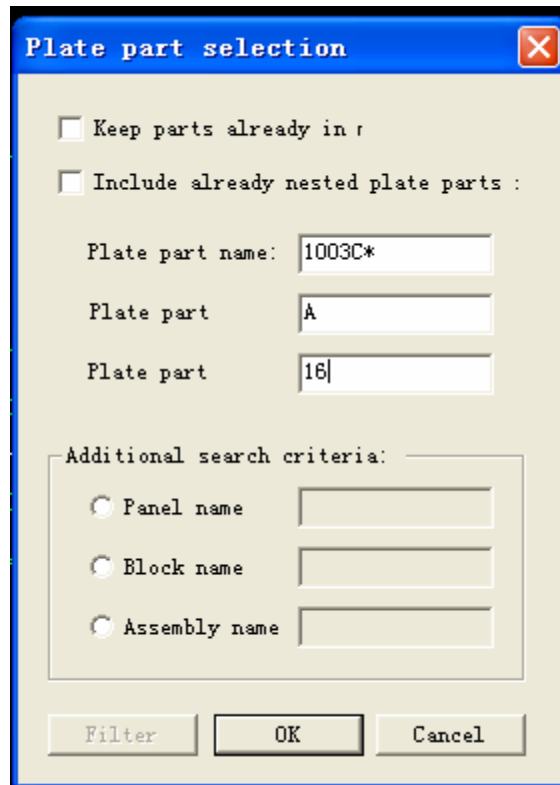 Plate part selection
Keep parts already in r
Include already nested plate parts :
Plate part name: 1003C*
Plate part A
Plate part 16
Additional search criteria:
Panel name
Block name
Assembly name
Filter OK Cancel